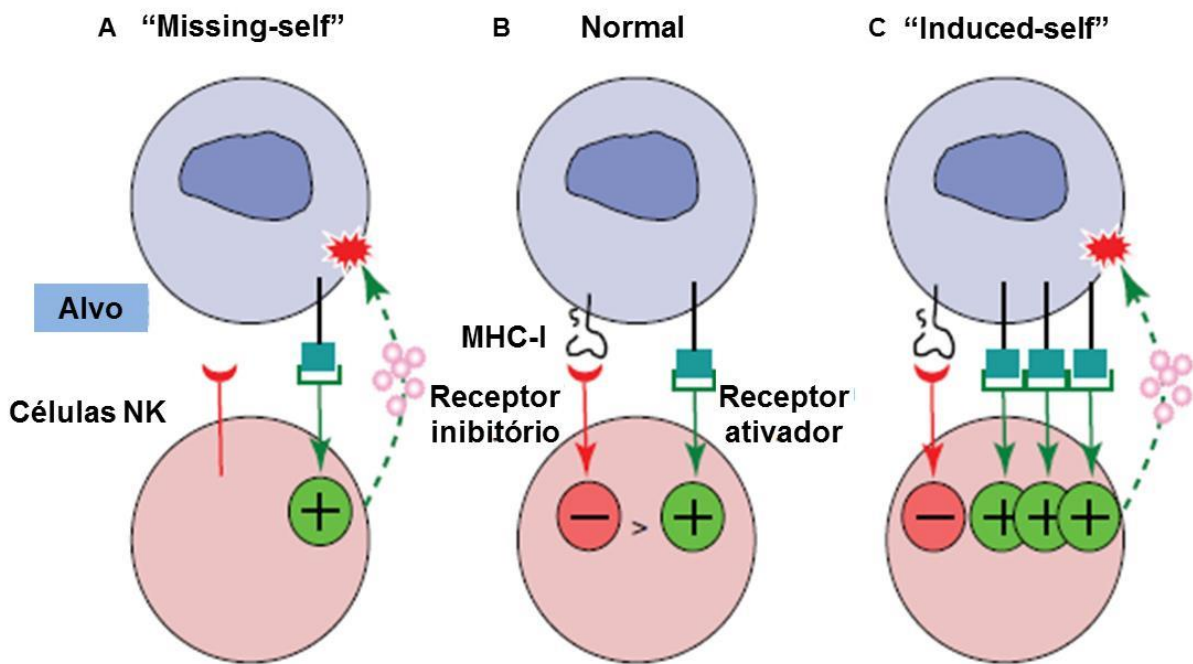 A “Missing-self”
B Normal
C “Induced-self”
Alvo
MHC-I
Células NK
Receptor
inibitório
Receptor
ativador
>